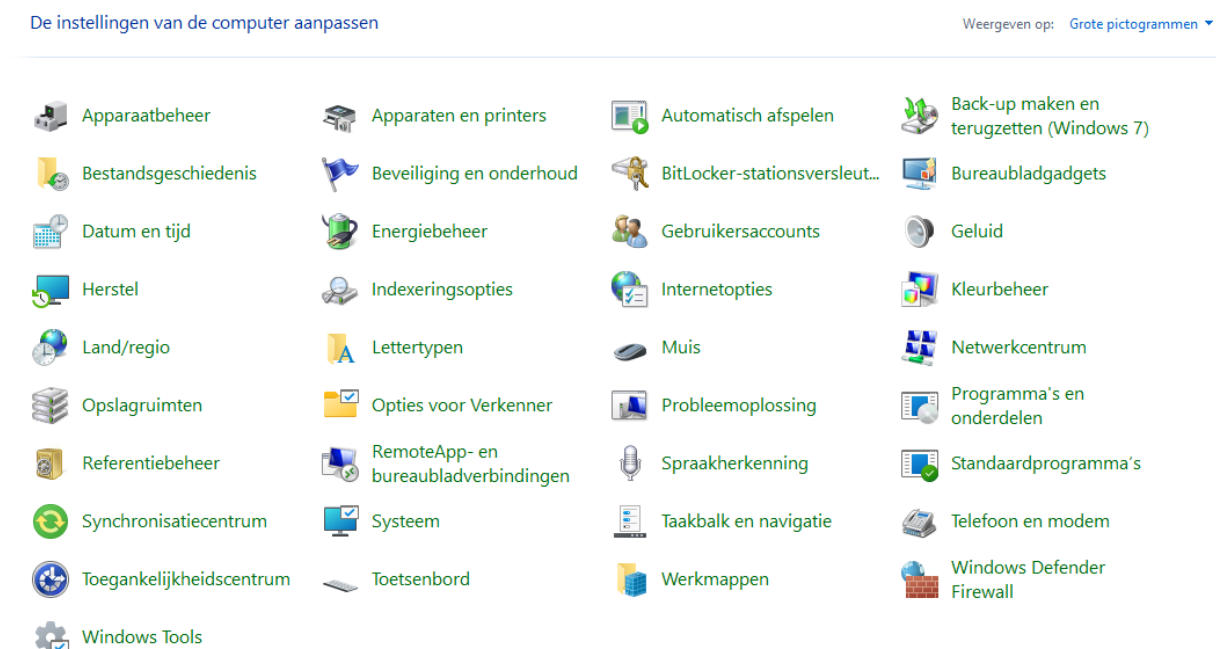 De instellingen van de computer aanpassen
Weergeven op: Grote pictogrammen
Apparaatbeheer
Apparaten en printers
Automatisch afspelen
Back-up maken en
terugzetten (Windows 7)
Bestandsgeschiedenis
Beveiliging en onderhoud
BitLocker-stationsversleut...
Bureaubladgadgets
Datum en tijd
Energiebeheer
Gebruikersaccounts
Geluid
Herstel
Indexeringsopties
Internetopties
Kleurbeheer
Land/regio
Lettertypen
Muis
Netwerkcentrum
Opslagruimten
Opties voor Verkenner
Probleemoplossing
Programma's en
onderdelen
Referentiebeheer
RemoteApp- en
bureaubladverbindingen
Spraakherkenning
Standaardprogramma's
Synchronisatiecentrum
Systeem
Taakbalk en navigatie
Telefoon en modem
Toegankelijkheidscentrum
Toetsenbord
Werkmappen
Windows Defender
Firewall
Windows Tools